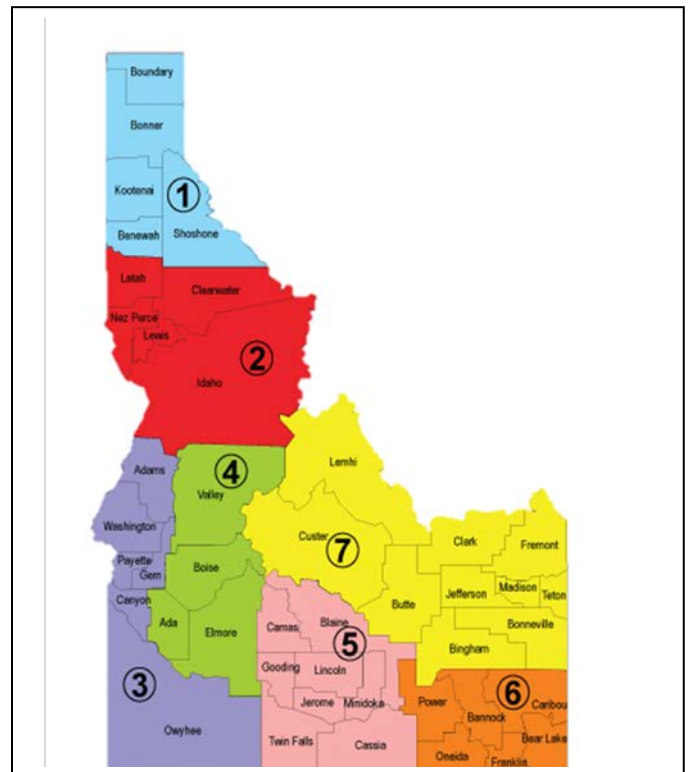 Boundary
Bonner
Kootenai
①
Benewah
Shoshone
Latah
Clearwater
Nez Perce
Lewis
②
Idaho
Lemhi
Adams
④
Valley
Washington
Custer
⑦
Clark
Fremont
Payette
Gem
Boise
Canyon
Butte
Jefferson
Madison
Teton
Ada
Elmore
Camas
Blaine
⑤
Bonneville
Bingham
Gooding
Lincoln
③
⑥
Jerome
Minidoka
Power
Caribou
Bannock
Owyhee
Twin Falls
Cassia
Bear Lake
Oneida
Franklin